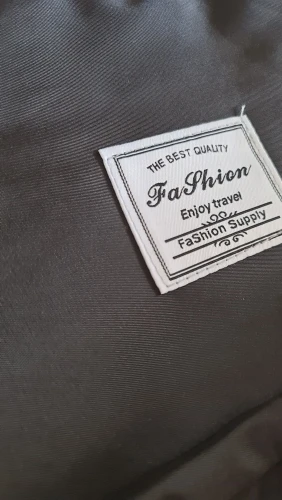 THE BEST QUALITY
FaShion
Enjoy travel
FaShion Supply